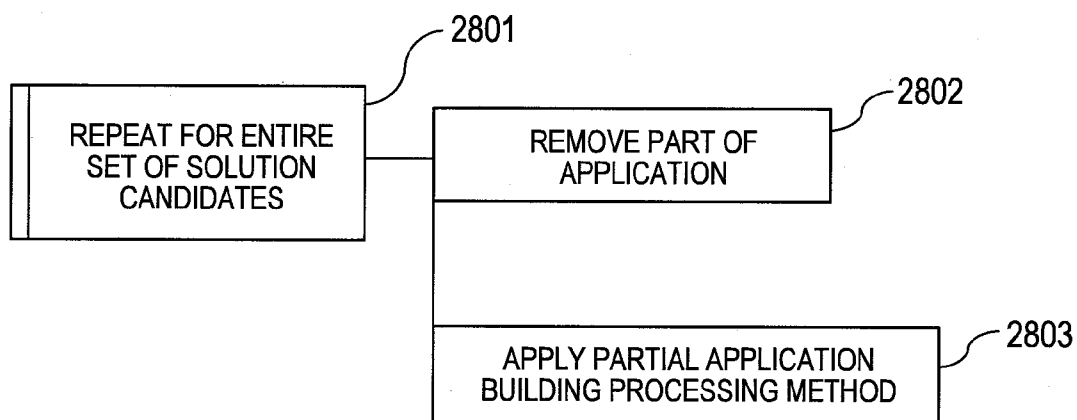 2801
REPEAT FOR ENTIRE
SET OF SOLUTION
CANDIDATES
2802
REMOVE PART OF
APPLICATION
2803
APPLY PARTIAL APPLICATION
BUILDING PROCESSING METHOD